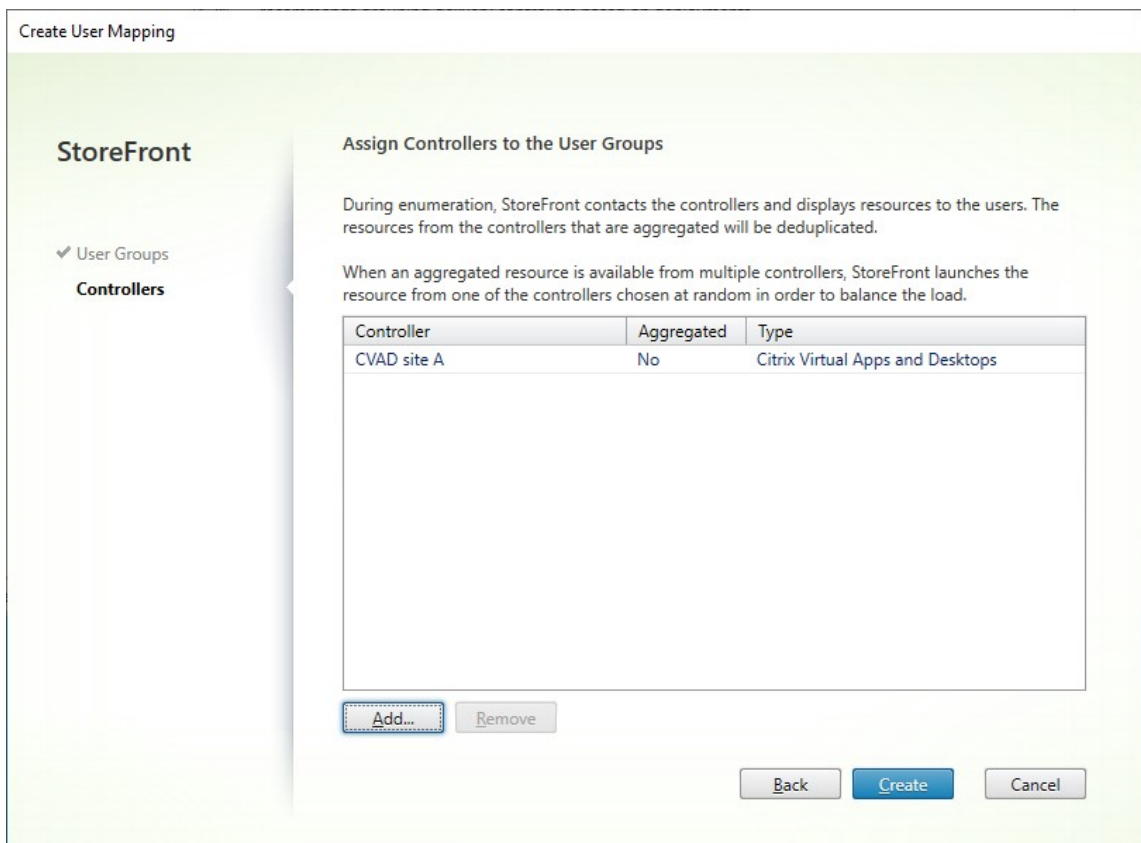 Create User Mapping
StoreFront
User Groups
Controllers
Assign Controllers to the User Groups
During enumeration, StoreFront contacts the controllers and displays resources to the users. The
resources from the controllers that are aggregated will be deduplicated.
When an aggregated resource is available from multiple controllers, StoreFront launches the
resource from one of the controllers chosen at random in order to balance the load.
Controller Aggregated Type
CVAD site A No Citrix Virtual Apps and Desktops
Add... Remove
Back Create Cancel